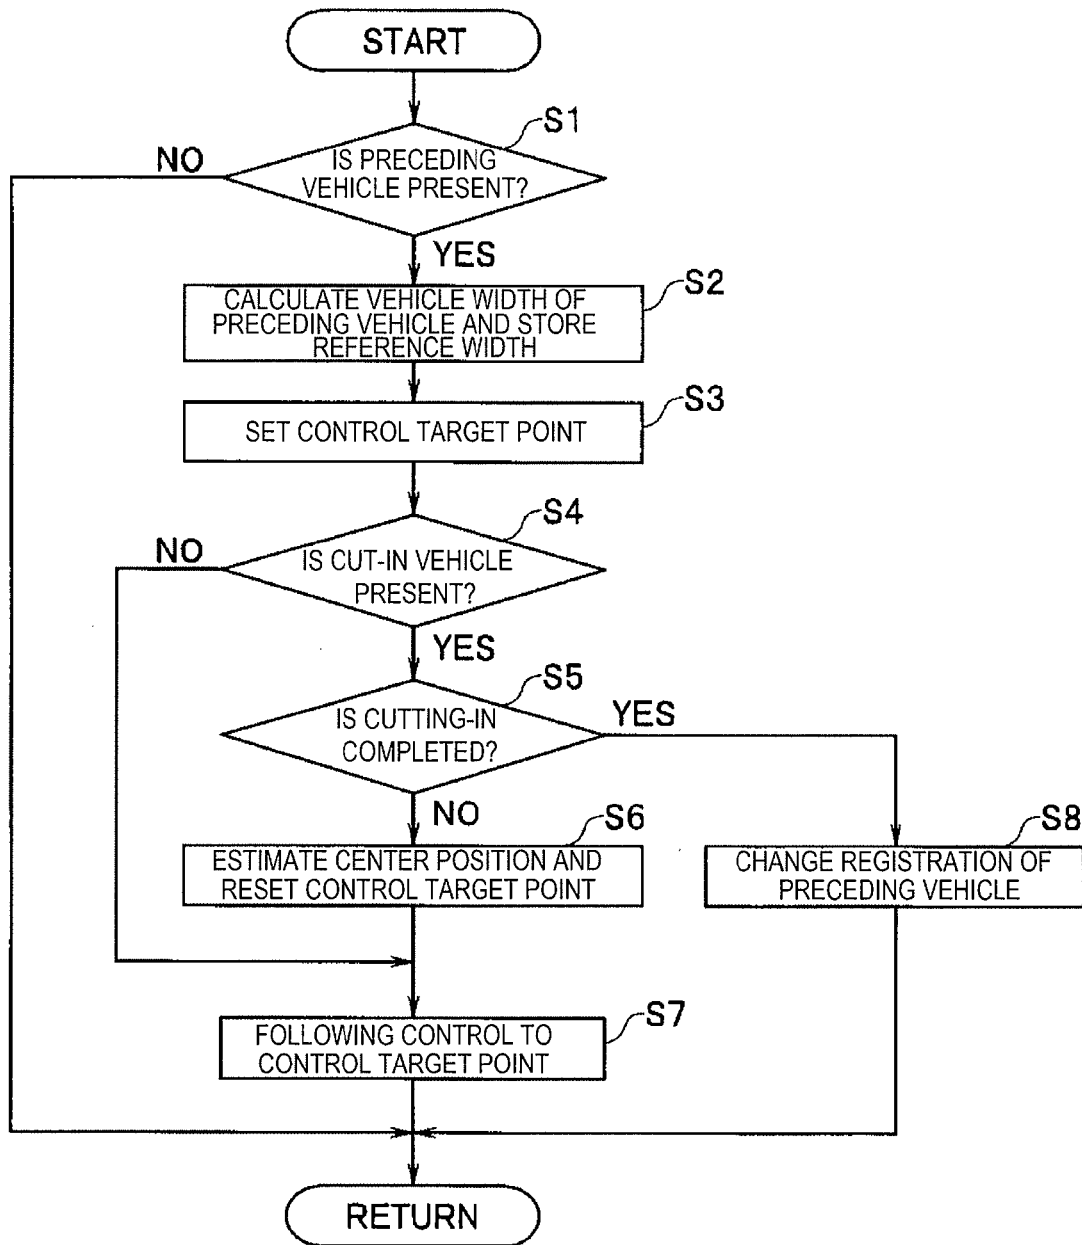 START
S1
NO
IS PRECEDING
VEHICLE PRESENT?
YES
S2
CALCULATE VEHICLE WIDTH OF
PRECEDING VEHICLE AND STORE
REFERENCE WIDTH
S3
SET CONTROL TARGET POINT
S4
NO
IS CUT-IN VEHICLE
PRESENT?
YES
S5
IS CUTTING-IN
COMPLETED?
YES
NO
S6
ESTIMATE CENTER POSITION AND
RESET CONTROL TARGET POINT
S8
CHANGE REGISTRATION OF
PRECEDING VEHICLE
S7
FOLLOWING CONTROL TO
CONTROL TARGET POINT
RETURN